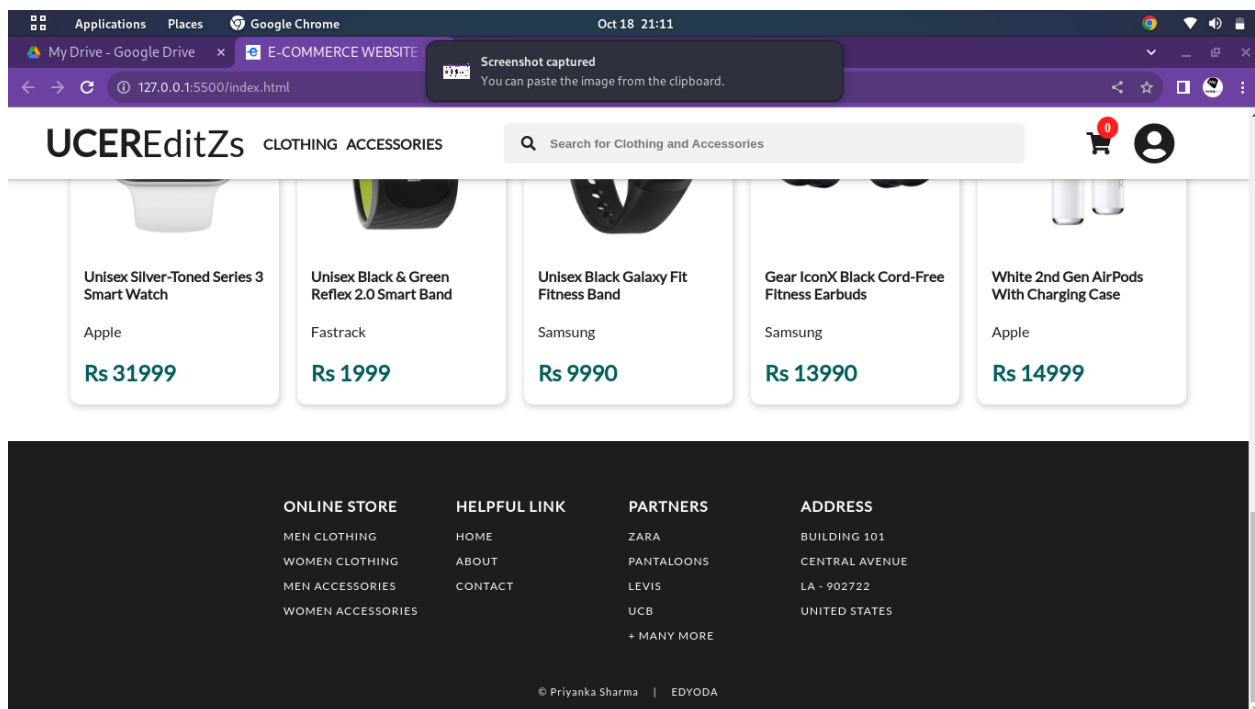 Applications Places Google Chrome Oct 18 21:11
My Drive - Google Drive × E-COMMERCE WEBSITE
Screenshot captured
You can paste the image from the clipboard.
127.0.0.1:5500/index.html
UCEREditZs CLOTHING ACCESSORIES Search for Clothing and Accessories 0
Unisex Silver-Toned Series 3
Smart Watch
Apple
Rs 31999
Unisex Black & Green
Reflex 2.0 Smart Band
Fastrack
Rs 1999
Unisex Black Galaxy Fit
Fitness Band
Samsung
Rs 9990
Gear IconX Black Cord-Free
Fitness Earbuds
Samsung
Rs 13990
White 2nd Gen AirPods
With Charging Case
Apple
Rs 14999
ONLINE STORE
MEN CLOTHING
WOMEN CLOTHING
MEN ACCESSORIES
WOMEN ACCESSORIES
HELPFUL LINK
HOME
ABOUT
CONTACT
PARTNERS
ZARA
PANTALOONS
LEVIS
UCB
+ MANY MORE
ADDRESS
BUILDING 101
CENTRAL AVENUE
LA - 902722
UNITED STATES
© Priyanka Sharma | EDYODA